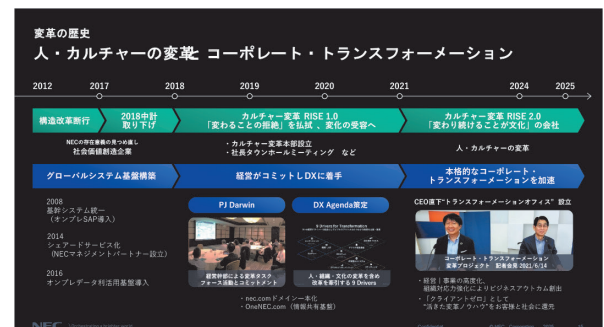 変革の歴史
人・カルチャーの変革と コーポレート・トランスフォーメーション
2012 2017 2018 2019 2020 2021 2024 2025
構造改革断行
2018中計
取り下げ
カルチャー変革 RISE 1.0
「変わることの拒絶」を払拭、変化の受容へ
カルチャー変革 RISE 2.0
「変わり続けることが文化」の会社
NECの存在意義の見つめ直し
社会価値創造企業
・カルチャー変革本部設立
・社長タウンホールミーティング など
人・カルチャーの変革
グローバルシステム基盤構築
経営がコミットしDXに着手
本格的なコーポレート・
トランスフォーメーションを加速
2008
基幹システム統一
(オンプレSAP導入)
2014
シェアードサービス化
(NECマネジメントパートナー設立)
2016
オンプレデータ利活用基盤導入
PJ Darwin
経営幹部による変革タスク
フォース活動とコミットメント
DX Agenda策定
9 Drivers for Transformation
人・組織・文化の変革を含め
改革を牽引する 9 Drivers
・nec.comドメイン一本化
・OneNEC.com（情報共有基盤）
CEO直下“トランスフォーメーションオフィス” 設立
コーポレート・トランスフォーメーション
変革プロジェクト 記者会見 2021/6/14
・経営｜事業の高度化、
組織対応力強化によりビジネスアウトカム創出
・「クライアントゼロ」として
“活きた変革ノウハウ”をお客様と社会に還元
NEC